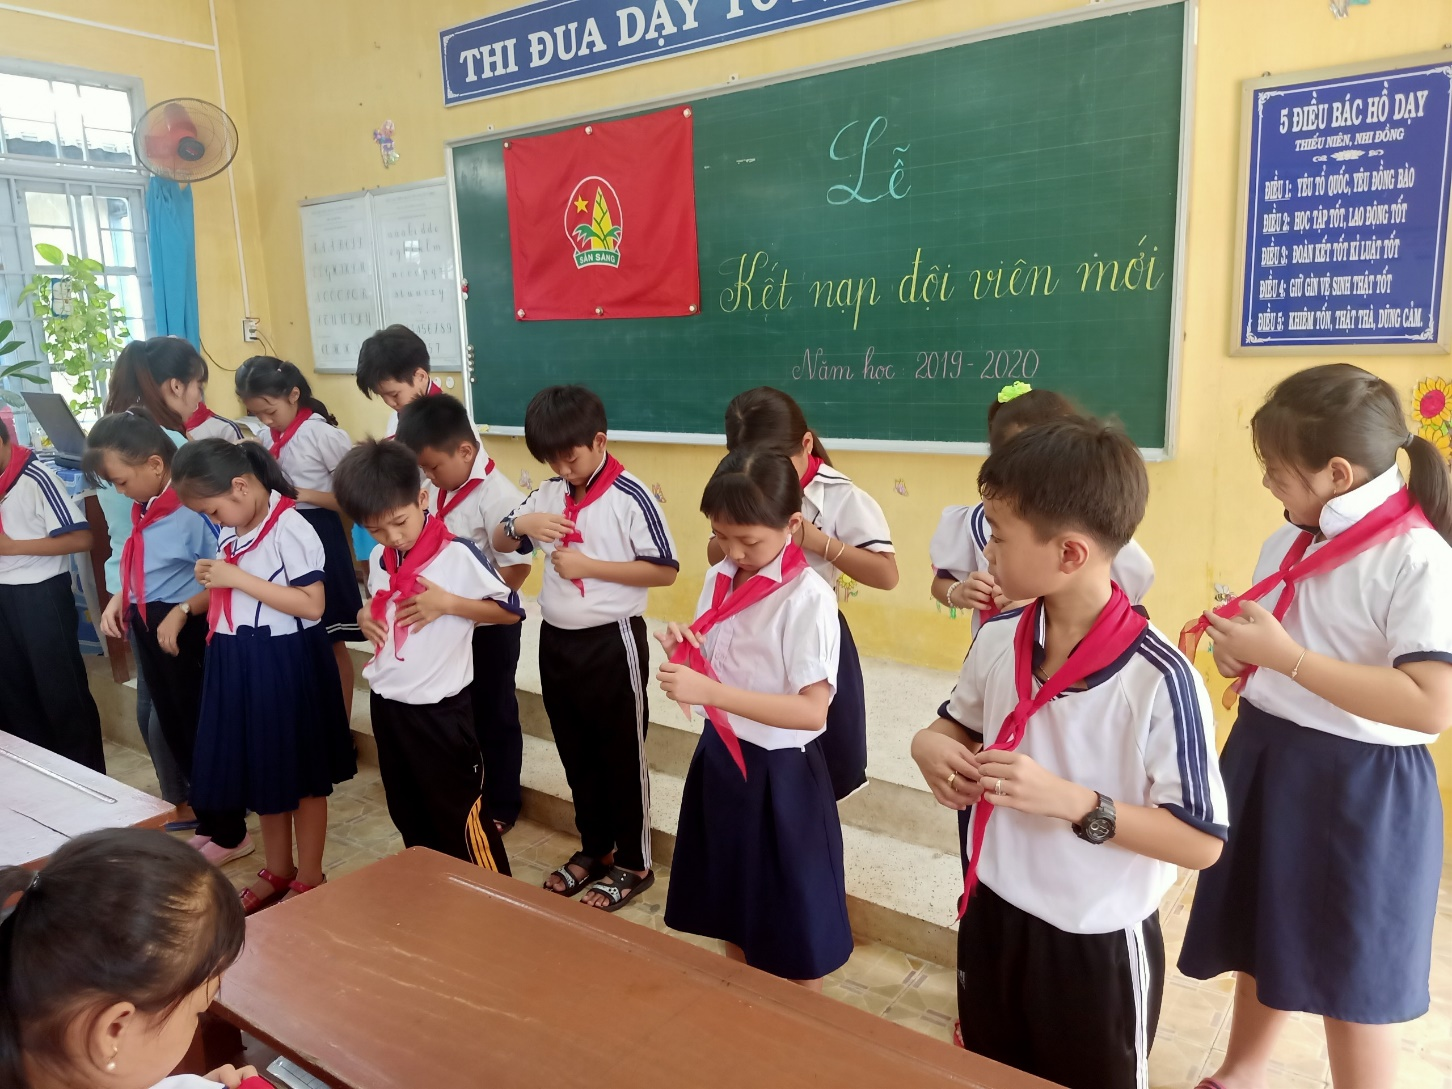 THI ĐUA DẠY TỐT
Lễ
Kết nạp đội viên mới
Năm học: 2019-2020
SẴN SÀNG
5 ĐIỀU BÁC HỒ DẠY
THIẾU NIÊN, NHI ĐỒNG
ĐIỀU 1: YÊU TỔ QUỐC, YÊU ĐỒNG BÀO
ĐIỀU 2: HỌC TẬP TỐT, LAO ĐỘNG TỐT
ĐIỀU 3: ĐOÀN KẾT TỐT KỈ LUẬT TỐT
ĐIỀU 4: GIỮ GÌN VỆ SINH THẬT TỐT
ĐIỀU 5: KHIÊM TỐN, THẬT THÀ, DŨNG CẢM.